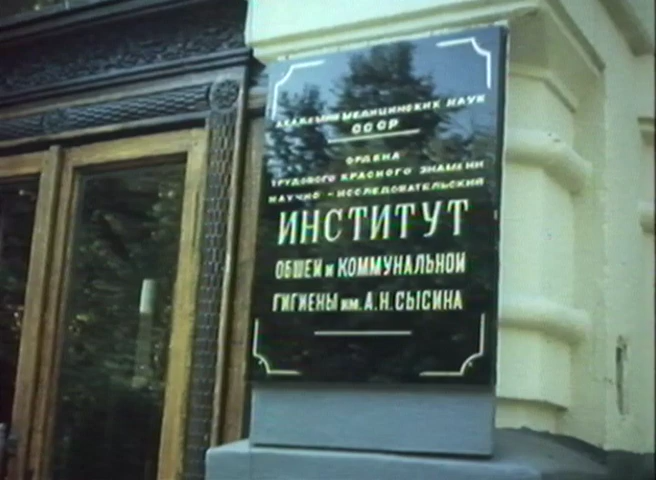 АКАДЕМИЯ МЕДИЦИНСКИХ НАУК
СССР
ОРДЕНА
ТРУДОВОГО КРАСНОГО ЗНАМЕНИ
НАУЧНО - ИССЛЕДОВАТЕЛЬСКИЙ
ИНСТИТУТ
ОБЩЕЙ и КОММУНАЛЬНОЙ
ГИГИЕНЫ им. А.Н.СЫСИНА